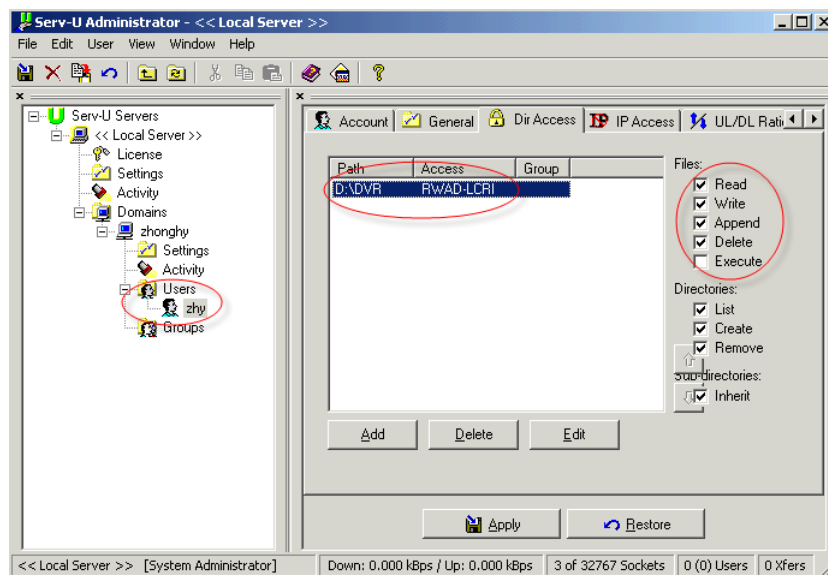 Serv-U Administrator - << Local Server >>
File Edit User View Window Help
Serv-U Servers
<< Local Server >>
License
Settings
Activity
Domains
zhonghy
Settings
Activity
Users
zhy
Groups
Account General Dir Access IP Access UL/DL Rati
Path Access Group
D:\DVR RWAD-LCRI
Files:
Read
Write
Append
Delete
Execute
Directories:
List
Create
Remove
Sub-directories:
Inherit
Add Delete Edit
Apply Restore
<< Local Server >> [System Administrator] Down: 0.000 kBps / Up: 0.000 kBps 3 of 32767 Sockets 0 (0) Users 0 Xfers